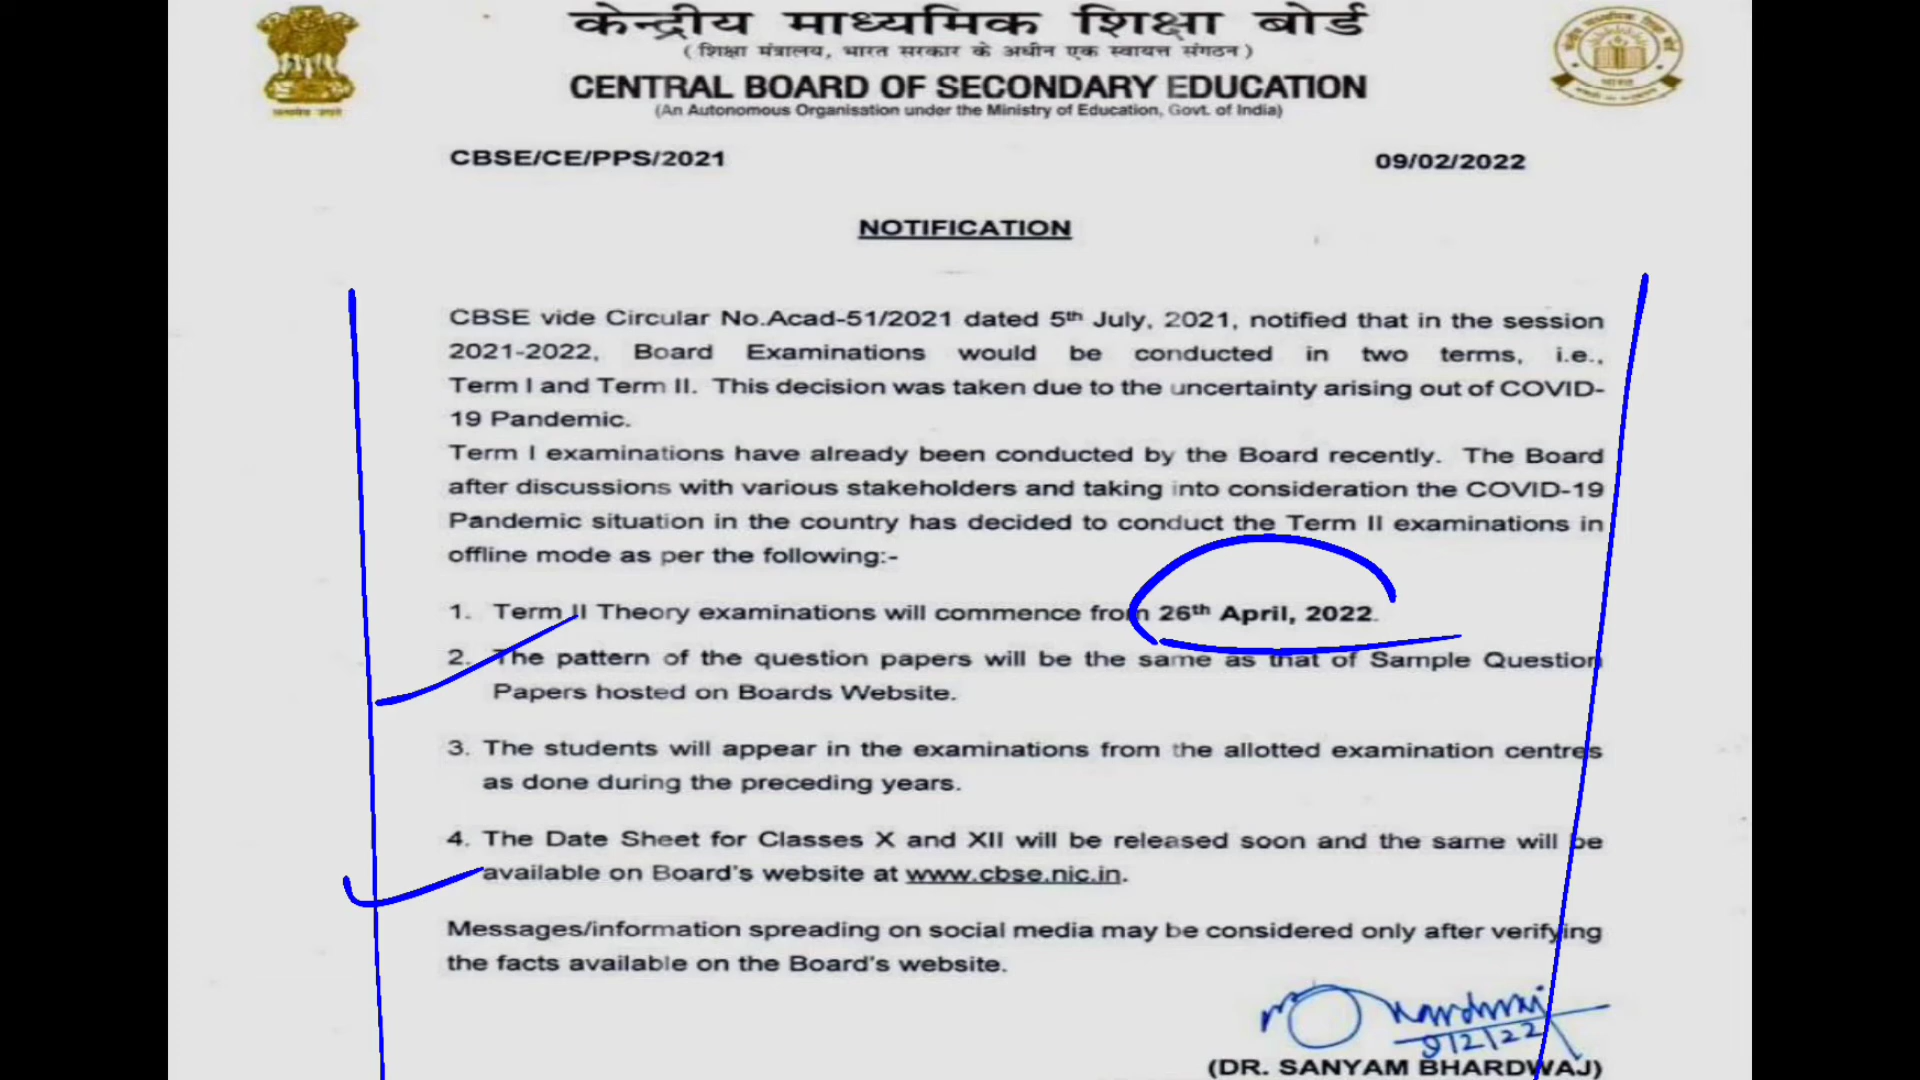 केन्द्रीय माध्यमिक शिक्षा बोर्ड
(शिक्षा मंत्रालय, भारत सरकार के अधीन एक स्वायत्त संगठन)
CENTRAL BOARD OF SECONDARY EDUCATION
(An Autonomous Organisation under the Ministry of Education, Govt. of India)
CBSE/CE/PPS/2021 09/02/2022
NOTIFICATION
CBSE vide Circular No.Acad-51/2021 dated 5th July, 2021, notified that in the session
2021-2022, Board Examinations would be conducted in two terms, i.e.,
Term I and Term II. This decision was taken due to the uncertainty arising out of COVID-
19 Pandemic.
Term I examinations have already been conducted by the Board recently. The Board
after discussions with various stakeholders and taking into consideration the COVID-19
Pandemic situation in the country has decided to conduct the Term II examinations in
offline mode as per the following:-
1. Term II Theory examinations will commence from 26th April, 2022.
2. The pattern of the question papers will be the same as that of Sample Question
Papers hosted on Boards Website.
3. The students will appear in the examinations from the allotted examination centres
as done during the preceding years.
4. The Date Sheet for Classes X and XII will be released soon and the same will be
available on Board's website at www.cbse.nic.in.
Messages/information spreading on social media may be considered only after verifying
the facts available on the Board's website.
9/2/22
(DR. SANYAM BHARDWAJ)